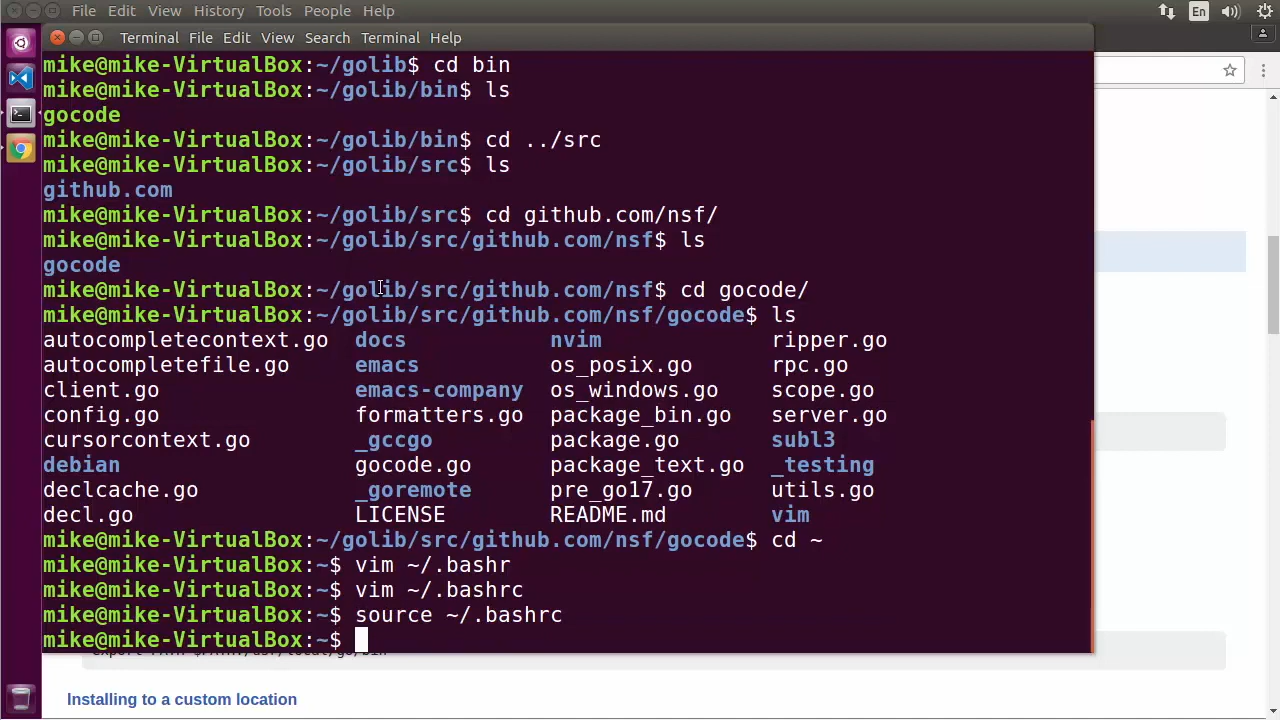 File Edit View History Tools People Help
En
Terminal File Edit View Search Terminal Help
mike@mike-VirtualBox:~/golib$ cd bin
mike@mike-VirtualBox:~/golib/bin$ ls
gocode
mike@mike-VirtualBox:~/golib/bin$ cd ../src
mike@mike-VirtualBox:~/golib/src$ ls
github.com
mike@mike-VirtualBox:~/golib/src$ cd github.com/nsf/
mike@mike-VirtualBox:~/golib/src/github.com/nsf$ ls
gocode
mike@mike-VirtualBox:~/golib/src/github.com/nsf$ cd gocode/
mike@mike-VirtualBox:~/golib/src/github.com/nsf/gocode$ ls
autocompletecontext.go docs nvim ripper.go
autocompletefile.go emacs os_posix.go rpc.go
client.go emacs-company os_windows.go scope.go
config.go formatters.go package_bin.go server.go
cursorcontext.go _gccgo package.go subl3
debian gocode.go package_text.go _testing
declcache.go _goremote pre_go17.go utils.go
decl.go LICENSE README.md vim
mike@mike-VirtualBox:~/golib/src/github.com/nsf/gocode$ cd ~
mike@mike-VirtualBox:~$ vim ~/.bashr
mike@mike-VirtualBox:~$ vim ~/.bashrc
mike@mike-VirtualBox:~$ source ~/.bashrc
mike@mike-VirtualBox:~$
Installing to a custom location